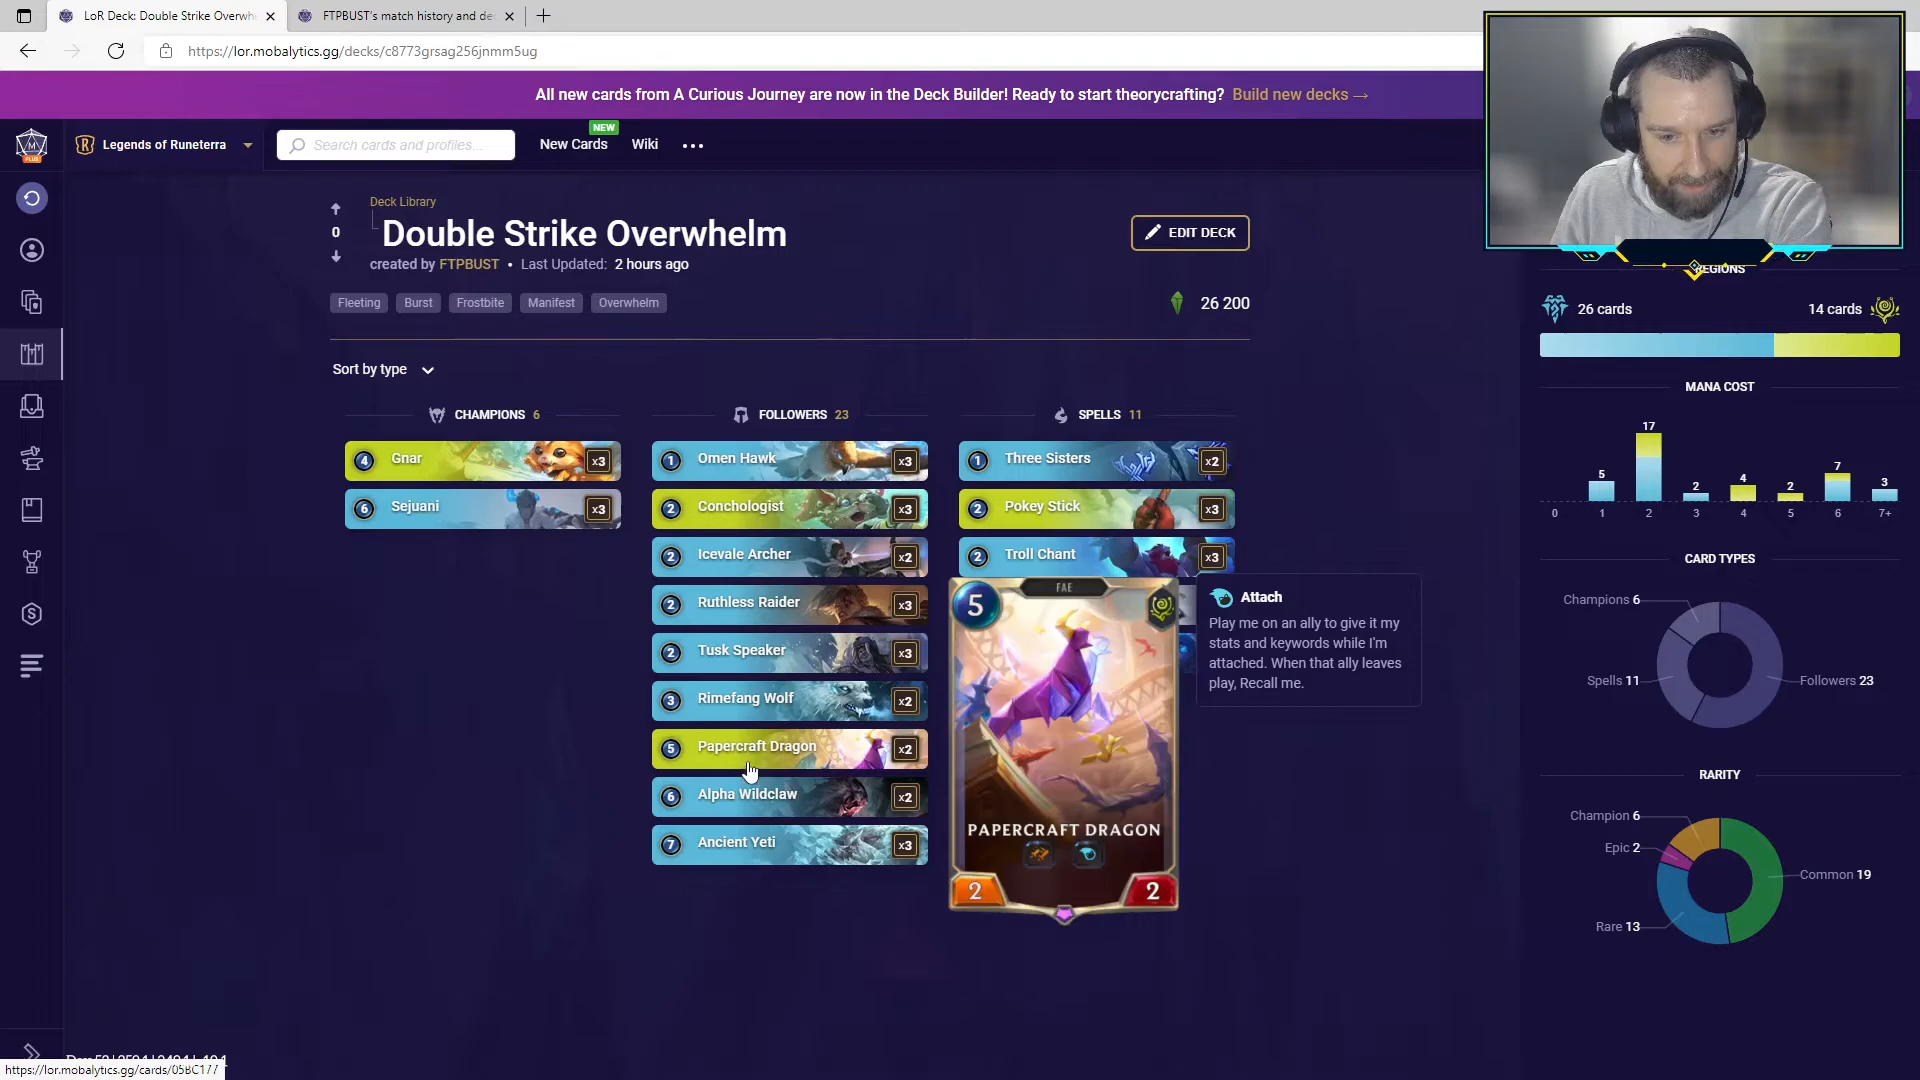 LoR Deck: Double Strike Overwh
FTPBUST's match history and de
https://lor.mobalytics.gg/decks/c8773grsag256jnmm5ug
All new cards from A Curious Journey are now in the Deck Builder! Ready to start theorycrafting? Build new decks →
Legends of Runeterra
Search cards and profiles...
NEW
New Cards
Wiki
PLUS
Deck Library
0
Double Strike Overwhelm
EDIT DECK
created by FTPBUST • Last Updated: 2 hours ago
Fleeting
Burst
Frostbite
Manifest
Overwhelm
26 200
Sort by type
CHAMPIONS 6
4 Gnar x3
6 Sejuani x3
FOLLOWERS 23
1 Omen Hawk x3
2 Conchologist x3
2 Icevale Archer x2
2 Ruthless Raider x3
2 Tusk Speaker x3
3 Rimefang Wolf x2
5 Papercraft Dragon x2
6 Alpha Wildclaw x2
7 Ancient Yeti x3
SPELLS 11
1 Three Sisters x2
2 Pokey Stick x3
2 Troll Chant x3
5
FAE
PAPERCRAFT DRAGON
2
2
Attach
Play me on an ally to give it my
stats and keywords while I'm
attached. When that ally leaves
play, Recall me.
REGIONS
26 cards
14 cards
MANA COST
5 17 2 4 2 7 3
0 1 2 3 4 5 6 7+
CARD TYPES
Champions 6
Spells 11
Followers 23
RARITY
Champion 6
Epic 2
Common 19
Rare 13
https://lor.mobalytics.gg/cards/05BC177